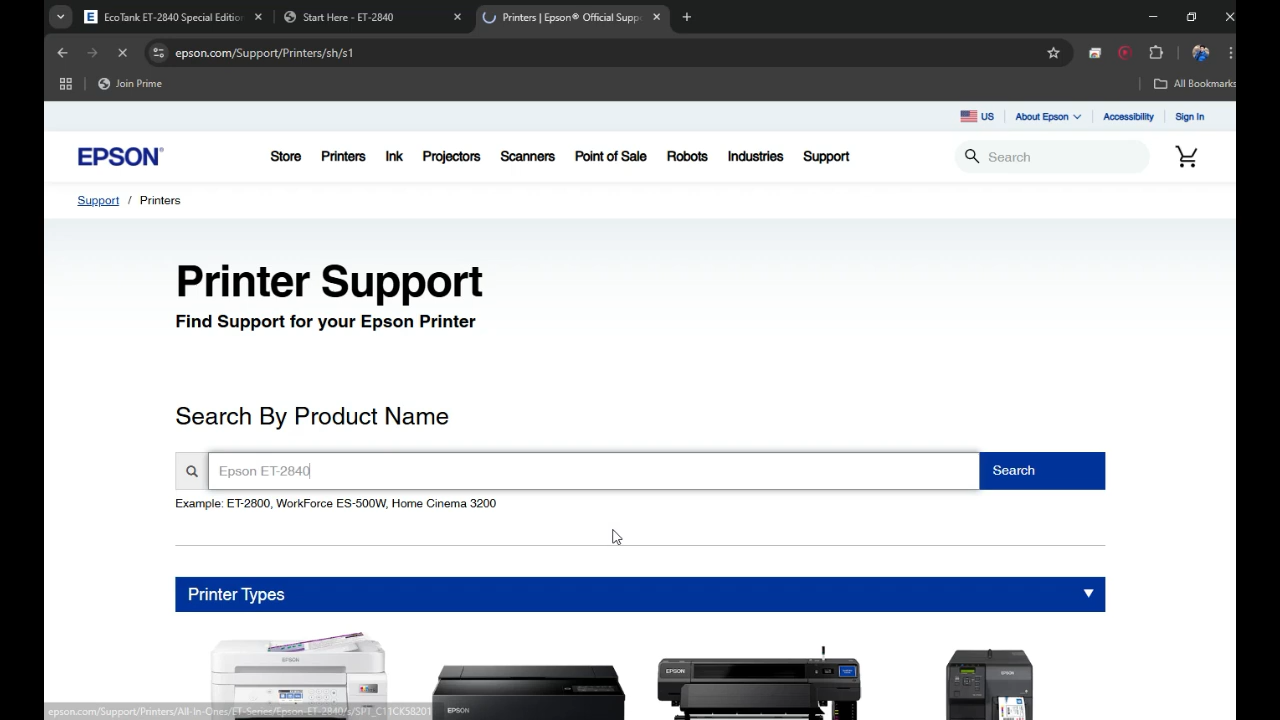 EcoTank ET-2840 Special Edition
Start Here - ET-2840
Printers | Epson® Official Suppo
epson.com/Support/Printers/sh/s1
Join Prime
All Bookmarks
US
About Epson
Accessibility
Sign In
EPSON®
Store
Printers
Ink
Projectors
Scanners
Point of Sale
Robots
Industries
Support
Search
Support / Printers
Printer Support
Find Support for your Epson Printer
Search By Product Name
Epson ET-2840
Search
Example: ET-2800, WorkForce ES-500W, Home Cinema 3200
Printer Types
EPSON
EPSON
EPSON
EPSON
epson.com/Support/Printers/All-In-Ones/ET-Series/Epson-ET-2840/s/SPT_C11CK58201